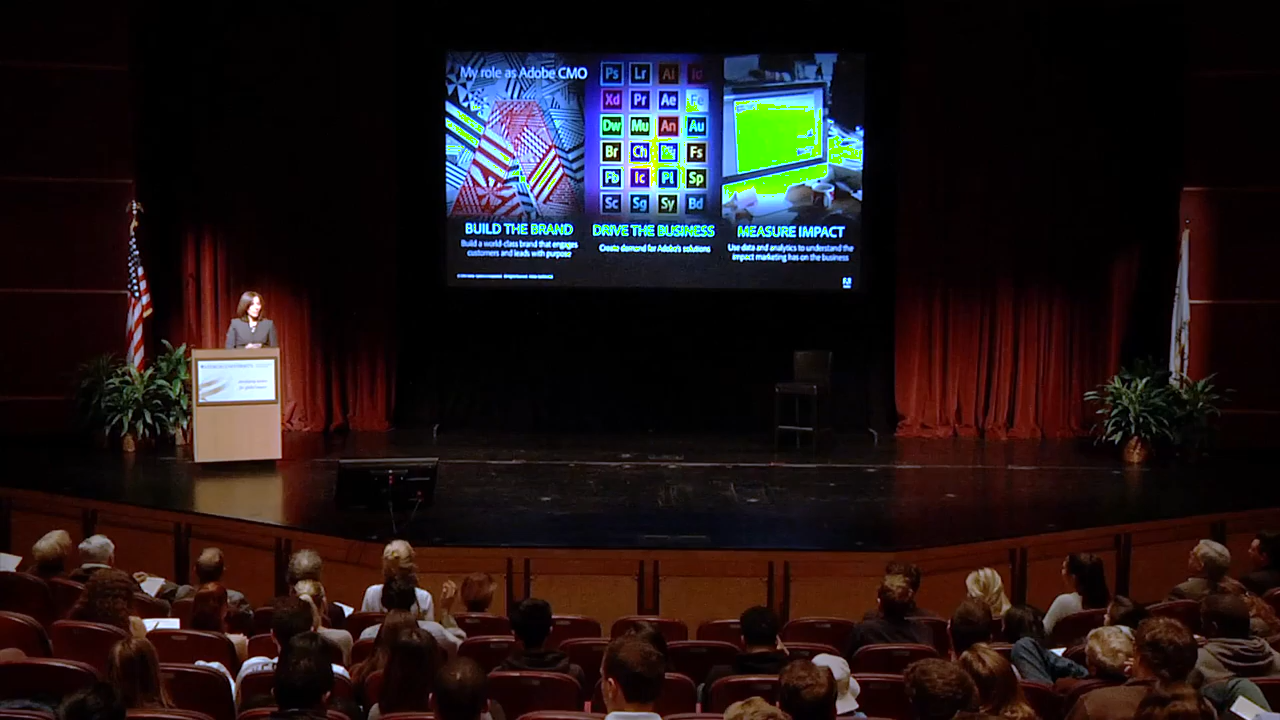 My role as Adobe CMO
Ps Lr Ai Id
Xd Pr Ae Fe
Dw Mu An Au
Br Ch Fs
Fb Ic Pl Sp
Sc Sg Sy Bd
BUILD THE BRAND
Build a world-class brand that engages
customers and leads with purpose
DRIVE THE BUSINESS
Create demand for Adobe's solutions
MEASURE IMPACT
Use data and analytics to understand the
impact marketing has on the business